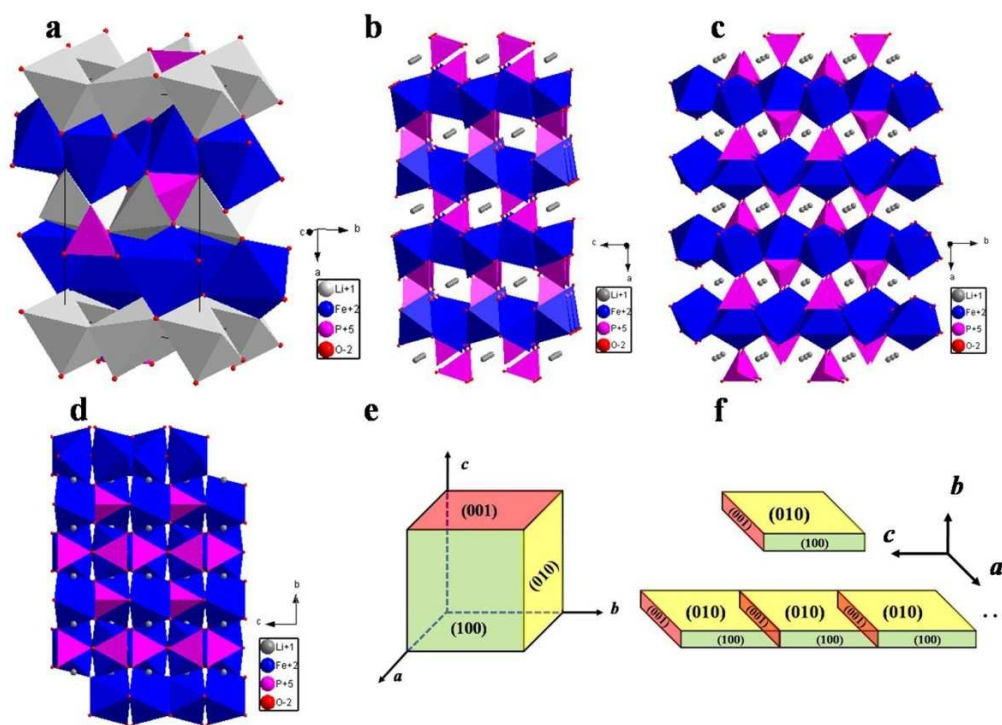 a
c
b
a
Li+1
Fe+2
P+5
O-2
b
c
a
Li+1
Fe+2
P+5
O-2
c
b
a
Li+1
Fe+2
P+5
O-2
d
b
c
Li+1
Fe+2
P+5
O-2
e
c
(001)
(010)
(100)
b
a
f
(001)
(010)
(100)
b
c
a
(001) (010) (001) (010) (001) (010) ..
(100) (100) (100)